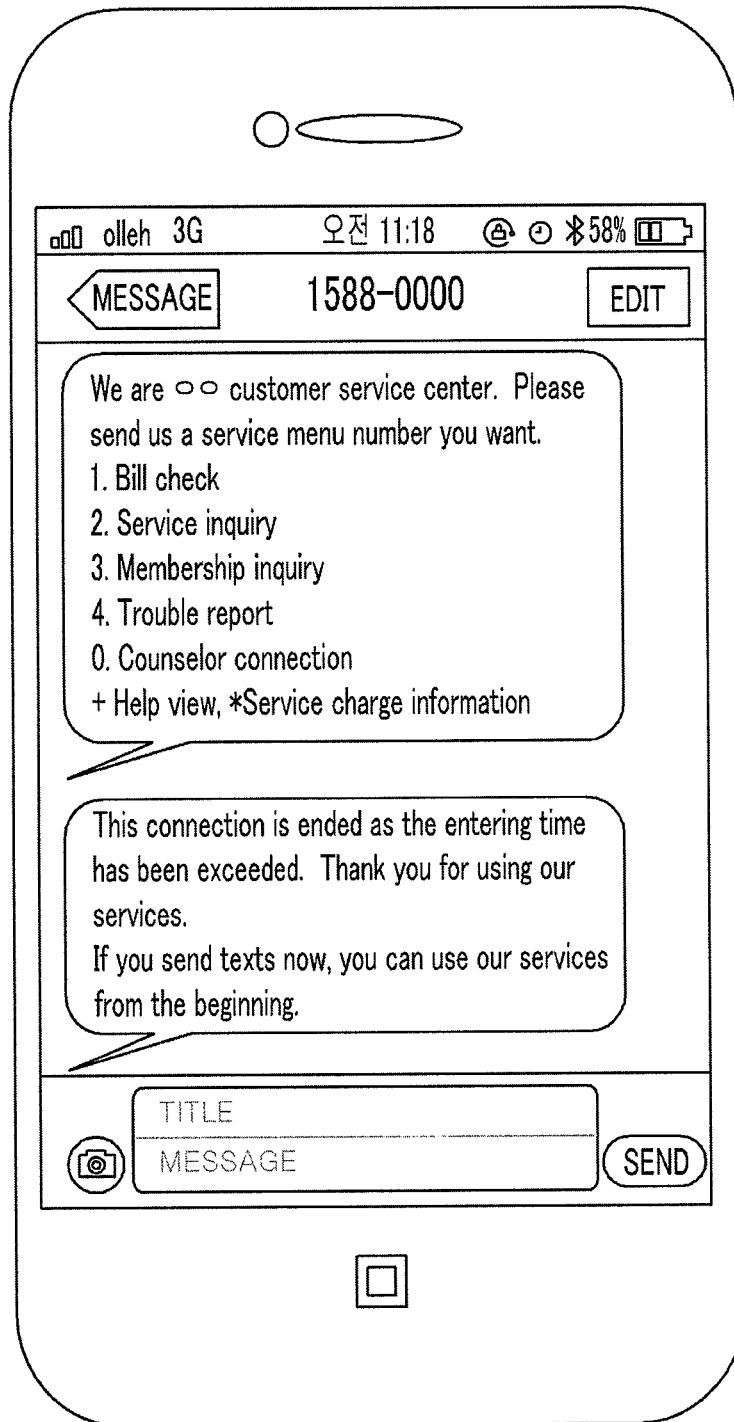 olleh 3G 오전 11:18 58%
MESSAGE 1588-0000 EDIT
We are ㅇㅇ customer service center. Please
send us a service menu number you want.
1. Bill check
2. Service inquiry
3. Membership inquiry
4. Trouble report
0. Counselor connection
+ Help view, *Service charge information
This connection is ended as the entering time
has been exceeded. Thank you for using our
services.
If you send texts now, you can use our services
from the beginning.
TITLE
MESSAGE
SEND